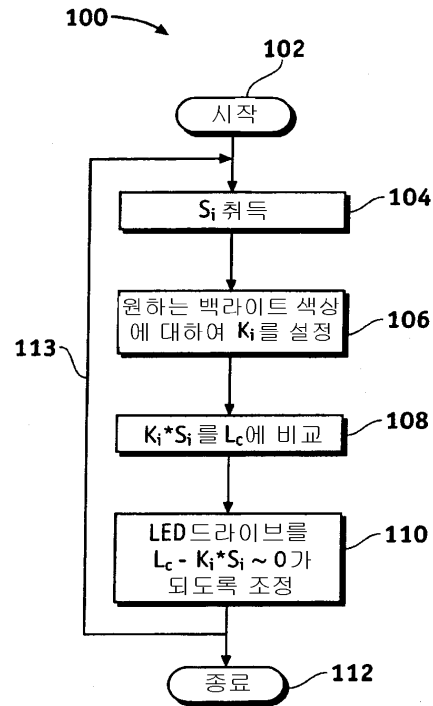 100
102
시작
Si 취득
104
원하는 백라이트 색상
에 대하여 Ki를 설정
106
113
Ki*Si를 Lc에 비교
108
LED드라이브를
Lc - Ki*Si ~ 0가
되도록 조정
110
종료
112